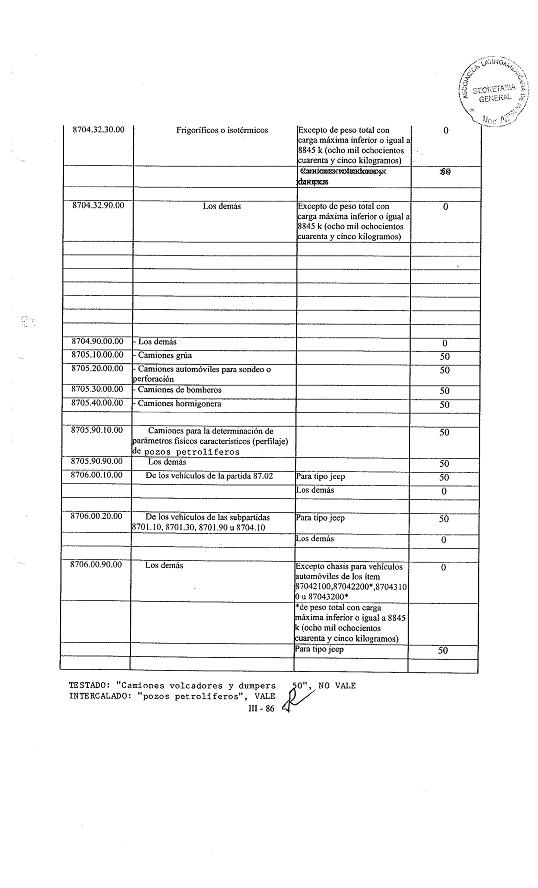 ASOCIACION LATINOAMERICANA DE
SECRETARIA
GENERAL
8704.32.30.00 Frigoríficos o isotérmicos Excepto de peso total con 0
carga máxima inferior o igual a
8845 k (ocho mil ochocientos
cuarenta y cinco kilogramos)
Camiones volcadores y 50
dumpers
8704.32.90.00 Los demás Excepto de peso total con 0
carga máxima inferior o igual a
8845 k (ocho mil ochocientos
cuarenta y cinco kilogramos)
8704.90.00.00 - Los demás 0
8705.10.00.00 - Camiones grúa 50
8705.20.00.00 - Camiones automóviles para sondeo o 50
perforación
8705.30.00.00 - Camiones de bomberos 50
8705.40.00.00 - Camiones hormigonera 50
8705.90.10.00 Camiones para la determinación de 50
parámetros físicos característicos (perfilaje)
de pozos petrolíferos
8705.90.90.00 Los demás 50
8706.00.10.00 De los vehículos de la partida 87.02 Para tipo jeep 50
Los demás 0
8706.00.20.00 De los vehículos de las subpartidas Para tipo jeep 50
8701.10, 8701.30, 8701.90 u 8704.10
Los demás 0
8706.00.90.00 Los demás Excepto chasis para vehículos 0
automóviles de los ítem
87042100,87042200*,8704310
0 u 87043200*
*de peso total con carga
máxima inferior o igual a 8845
k (ocho mil ochocientos
cuarenta y cinco kilogramos)
Para tipo jeep 50
TESTADO: "Camiones volcadores y dumpers 50", NO VALE
INTERCALADO: "pozos petrolíferos", VALE
III - 86